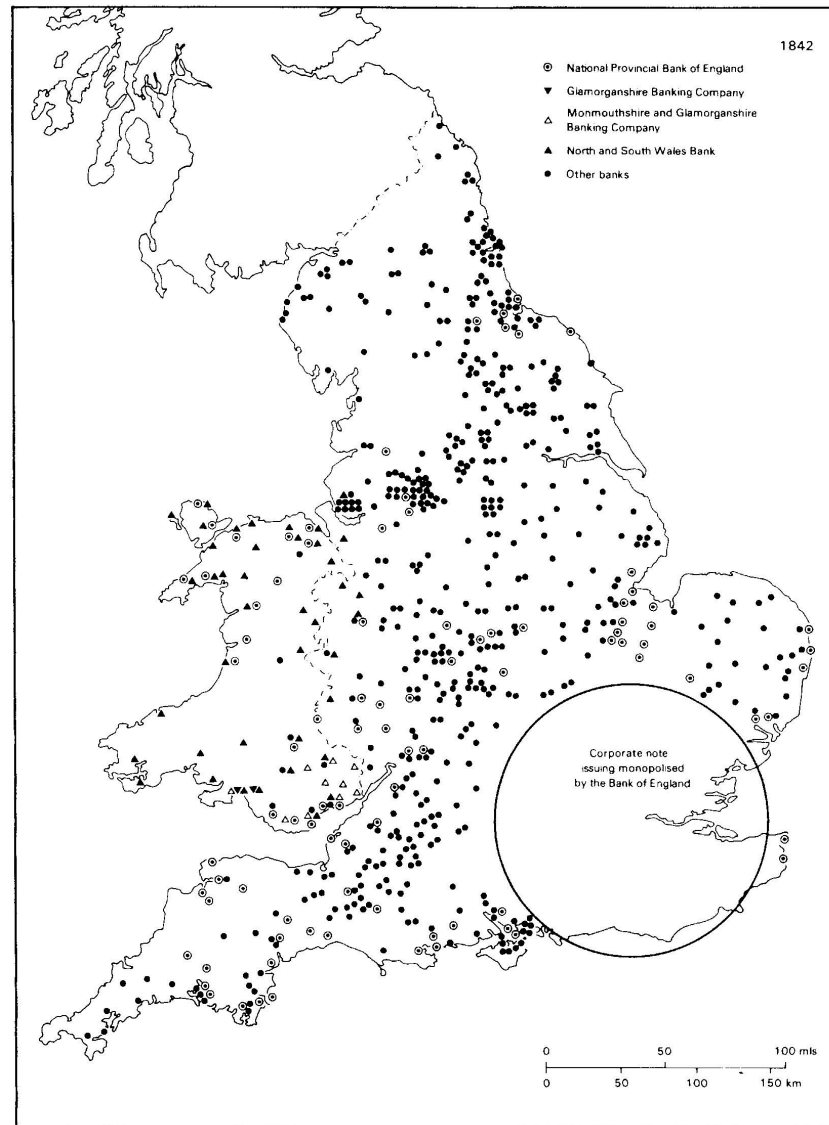 1842
National Provincial Bank of England
Glamorganshire Banking Company
Monmouthshire and Glamorganshire
Banking Company
North and South Wales Bank
Other banks
Corporate note
issuing monopolised
by the Bank of England
0 50 100 mls
0 50 100 150 km